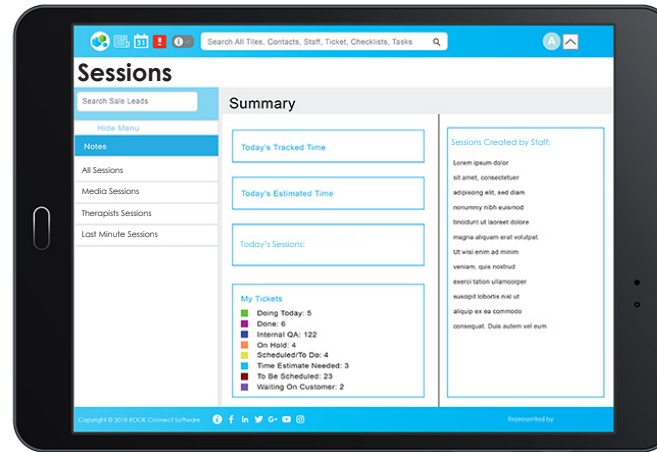 31
Search All Tiles, Contacts, Staff, Ticket, Checklists, Tasks
A
Sessions
Search Sale Leads
Hide Menu
Notes
All Sessions
Media Sessions
Therapists Sessions
Last Minute Sessions
Summary
Today's Tracked Time
Today's Estimated Time
Today's Sessions:
My Tickets
Doing Today: 5
Done: 6
Internal QA: 122
On Hold: 4
Scheduled/To Do: 4
Time Estimate Needed: 3
To Be Scheduled: 23
Waiting On Customer: 2
Sessions Created by Staff:
Lorem ipsum dolor
sit amet, consectetuer
adipiscing elit, sed diam
nonummy nibh euismod
tincidunt ut laoreet dolore
magna aliquam erat volutpat.
Ut wisi enim ad minim
veniam, quis nostrud
exerci tation ullamcorper
suscipit lobortis nisl ut
aliquip ex ea commodo
consequat. Duis autem vel eum
Copyright © 2018 ROOK Connect Software
Represented by